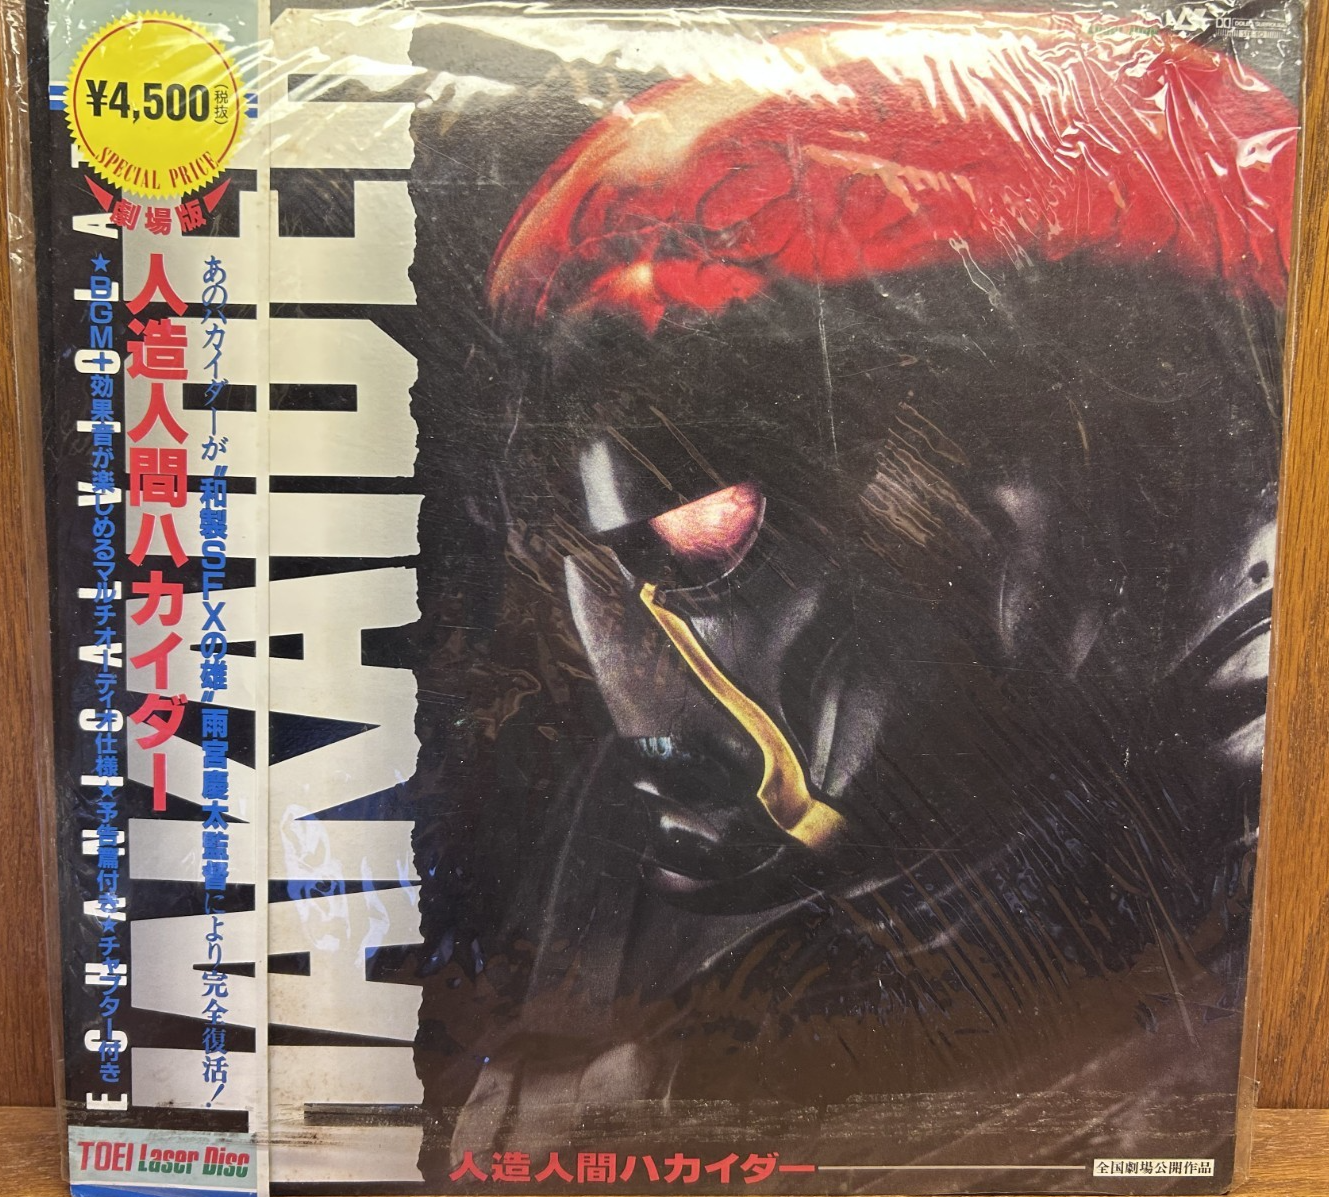 ¥4,500(税抜)
SPECIAL PRICE
劇場版
人造人間ハカイダー
あのハカイダーが“和製SFXの雄”雨宮慶太監督により完全復活!
★BGM+効果音が楽しめるマルチオーディオ仕様★予告篇付き★チャプター付き
HAKAIDER
TOEI Laser Disc
人造人間ハカイダー
全国劇場公開作品